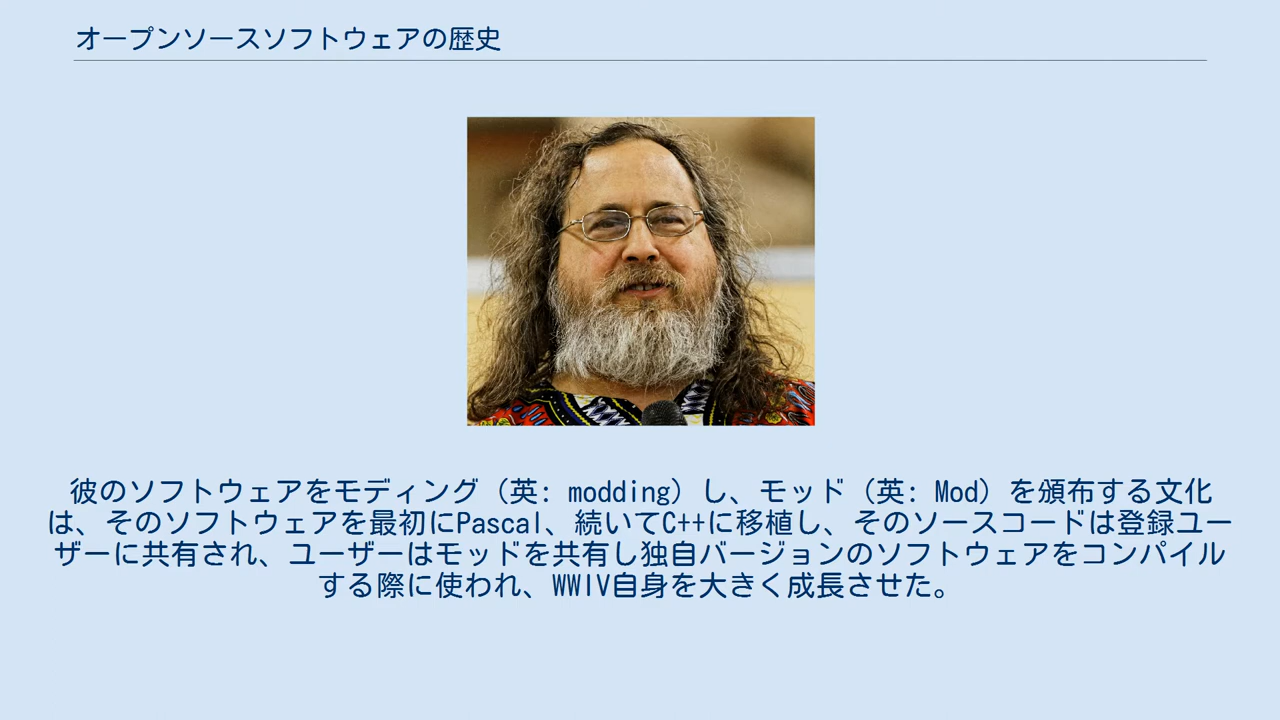 オープンソースソフトウェアの歴史
彼のソフトウェアをモディング（英: modding）し、モッド（英: Mod）を頒布する文化
は、そのソフトウェアを最初にPascal、続いてC++に移植し、そのソースコードは登録ユー
ザーに共有され、ユーザーはモッドを共有し独自バージョンのソフトウェアをコンパイル
する際に使われ、WWIV自身を大きく成長させた。